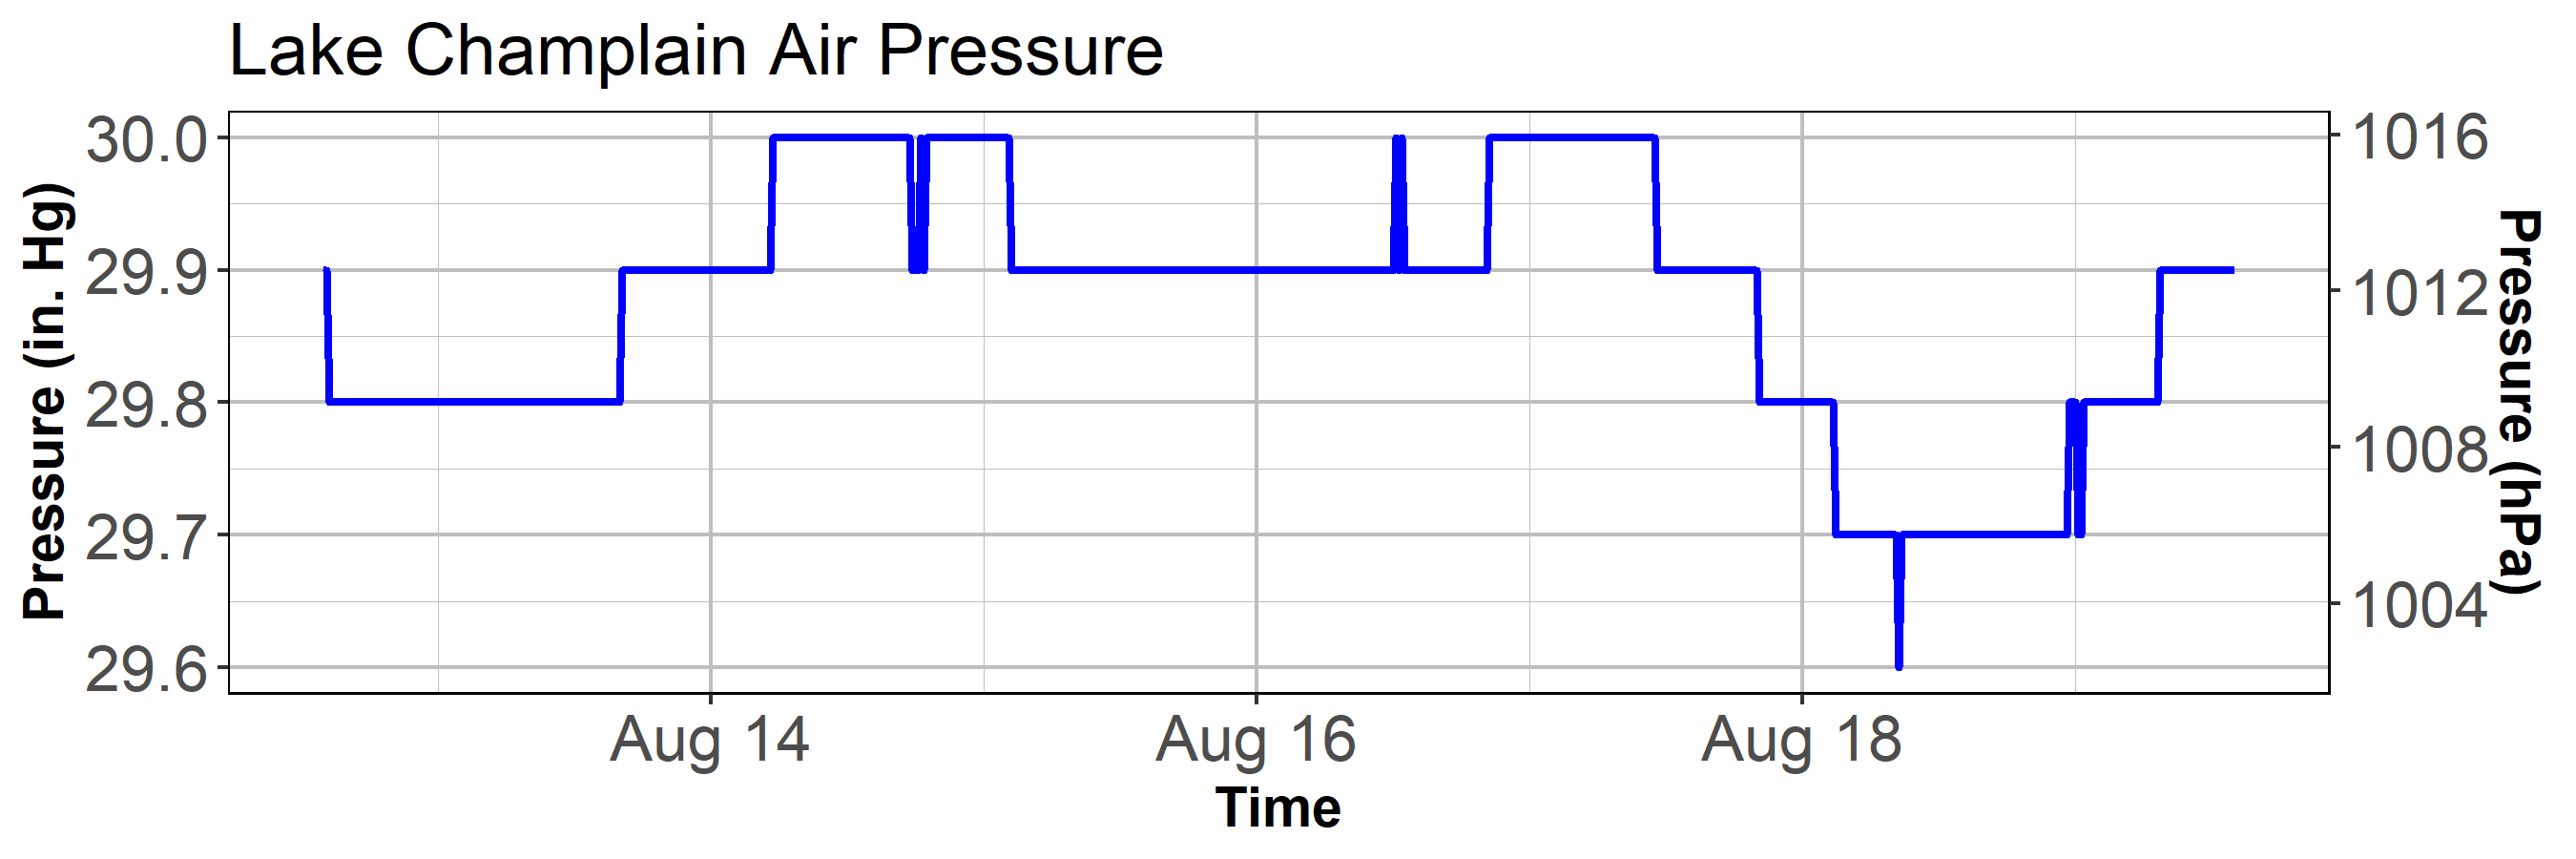 Lake Champlain Air Pressure
30.0
29.9
29.8
29.7
29.6
Pressure (in. Hg)
1016
1012
1008
1004
Pressure (hPa)
Aug 14 Aug 16 Aug 18
Time